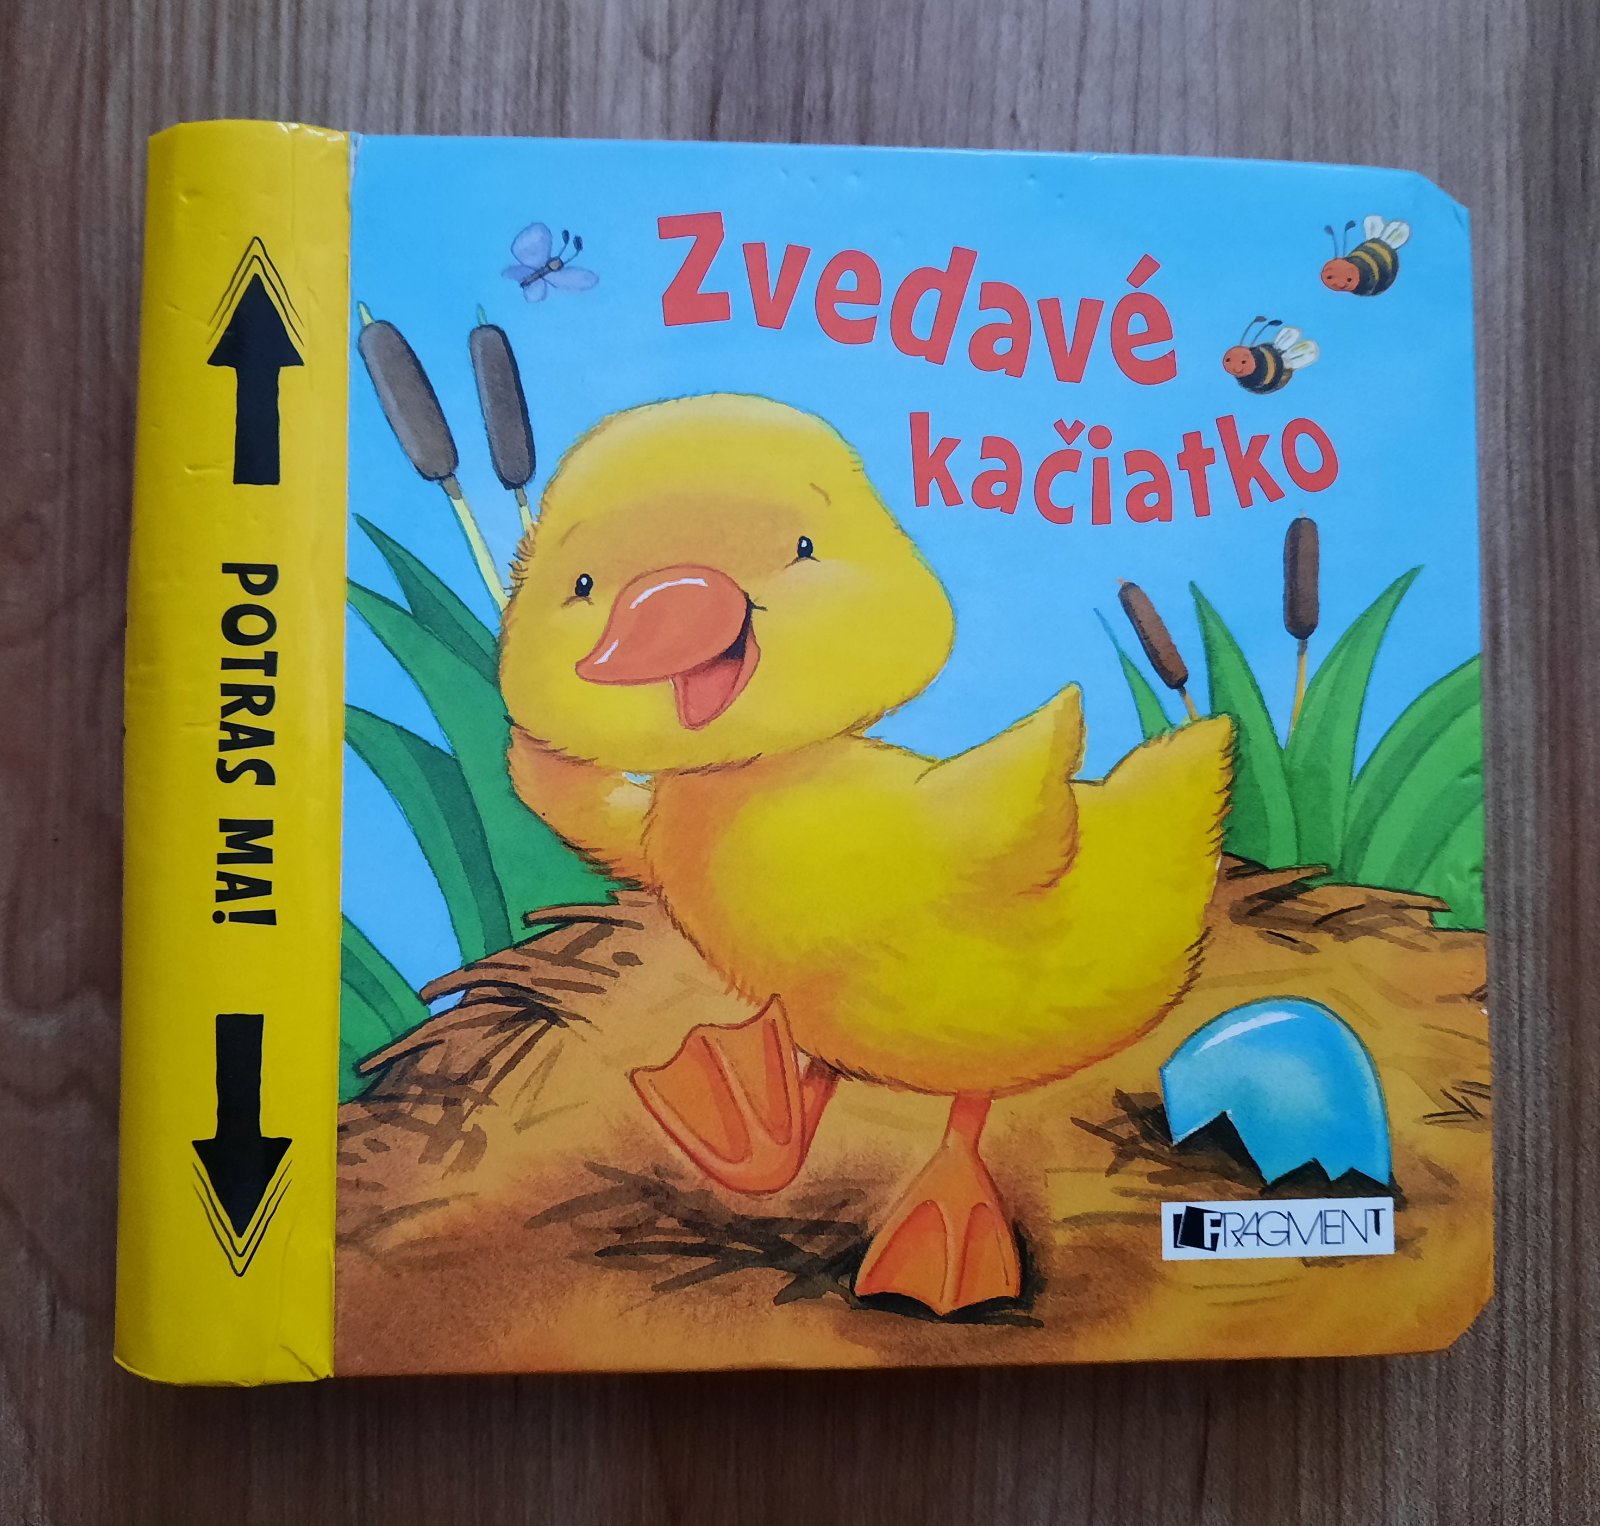 Zvedavé
kačiatko
POTRAS MA!
FRAGMENT